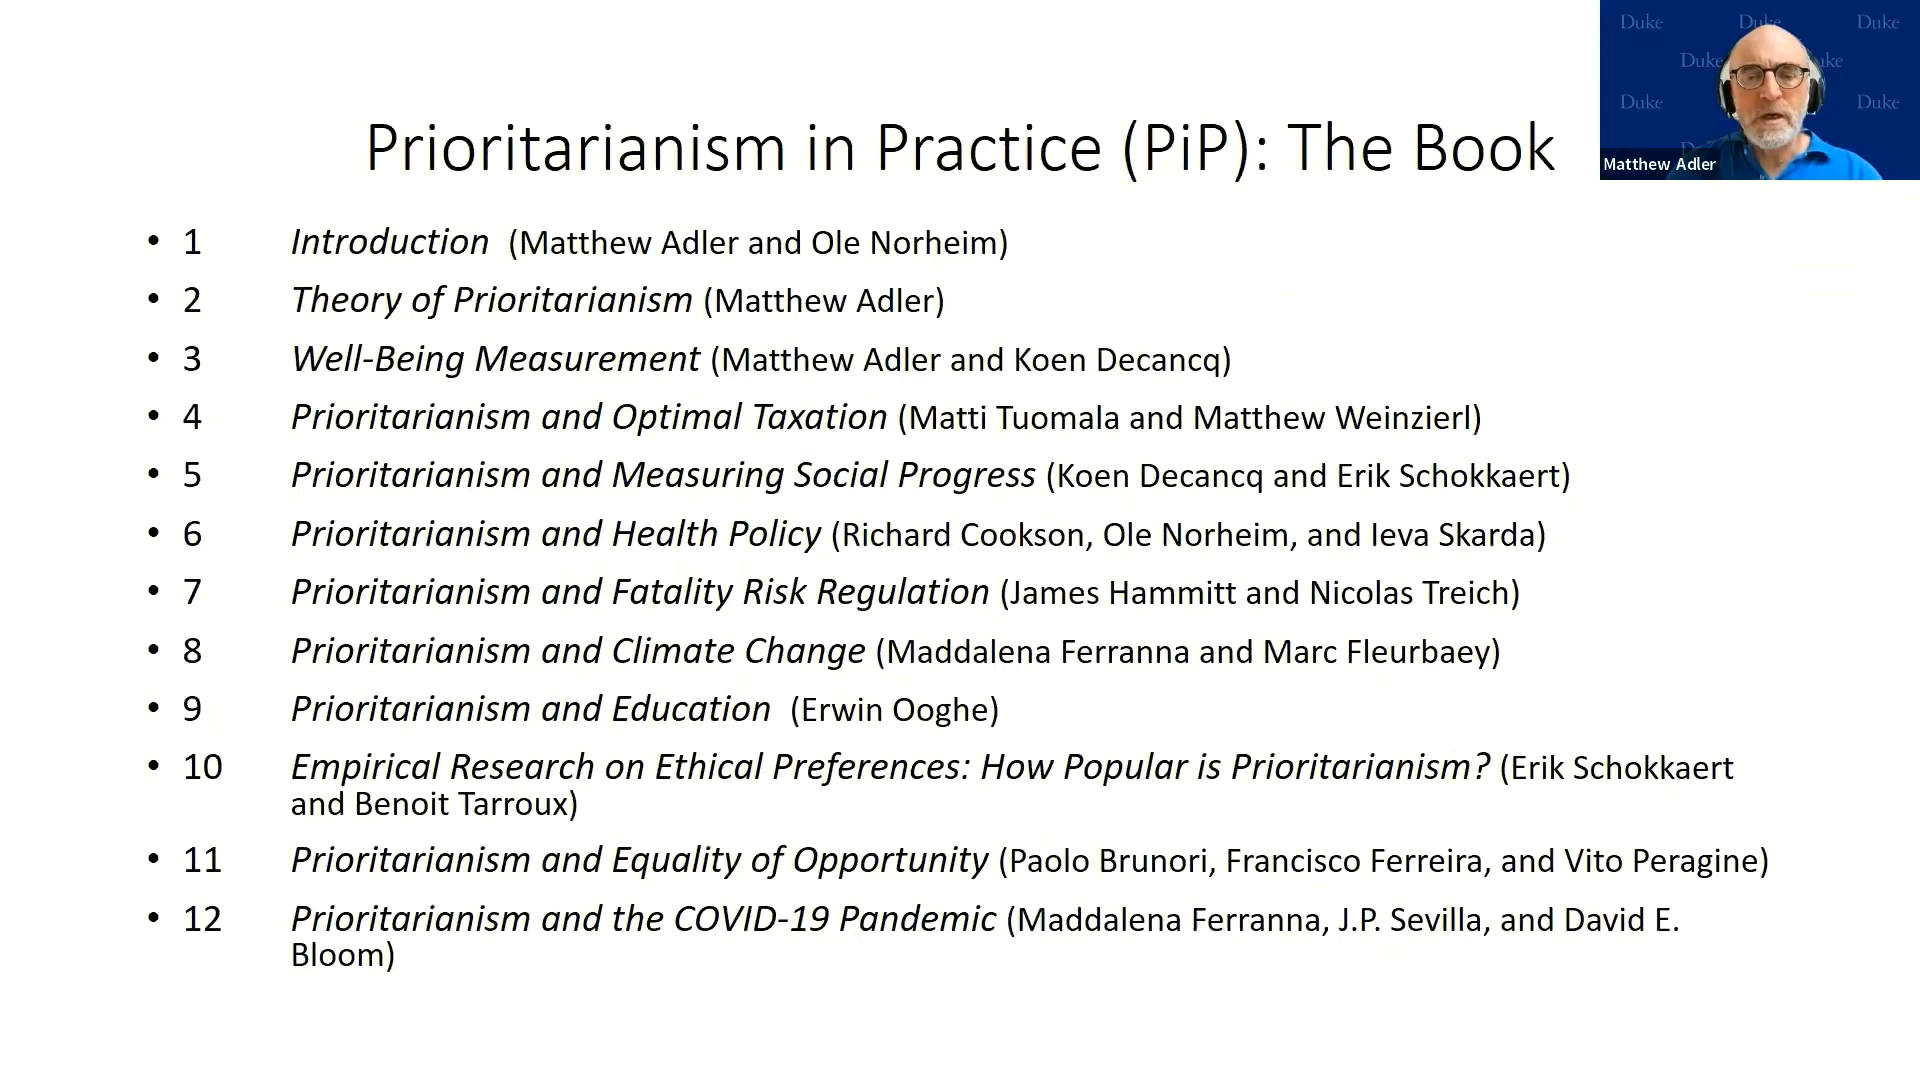 Duke Duke Duke
Duke Duke
Duke Duke
Matthew Adler
Prioritarianism in Practice (PiP): The Book
• 1 Introduction (Matthew Adler and Ole Norheim)
• 2 Theory of Prioritarianism (Matthew Adler)
• 3 Well-Being Measurement (Matthew Adler and Koen Decancq)
• 4 Prioritarianism and Optimal Taxation (Matti Tuomala and Matthew Weinzierl)
• 5 Prioritarianism and Measuring Social Progress (Koen Decancq and Erik Schokkaert)
• 6 Prioritarianism and Health Policy (Richard Cookson, Ole Norheim, and Ieva Skarda)
• 7 Prioritarianism and Fatality Risk Regulation (James Hammitt and Nicolas Treich)
• 8 Prioritarianism and Climate Change (Maddalena Ferranna and Marc Fleurbaey)
• 9 Prioritarianism and Education (Erwin Ooghe)
• 10 Empirical Research on Ethical Preferences: How Popular is Prioritarianism? (Erik Schokkaert
and Benoit Tarroux)
• 11 Prioritarianism and Equality of Opportunity (Paolo Brunori, Francisco Ferreira, and Vito Peragine)
• 12 Prioritarianism and the COVID-19 Pandemic (Maddalena Ferranna, J.P. Sevilla, and David E.
Bloom)